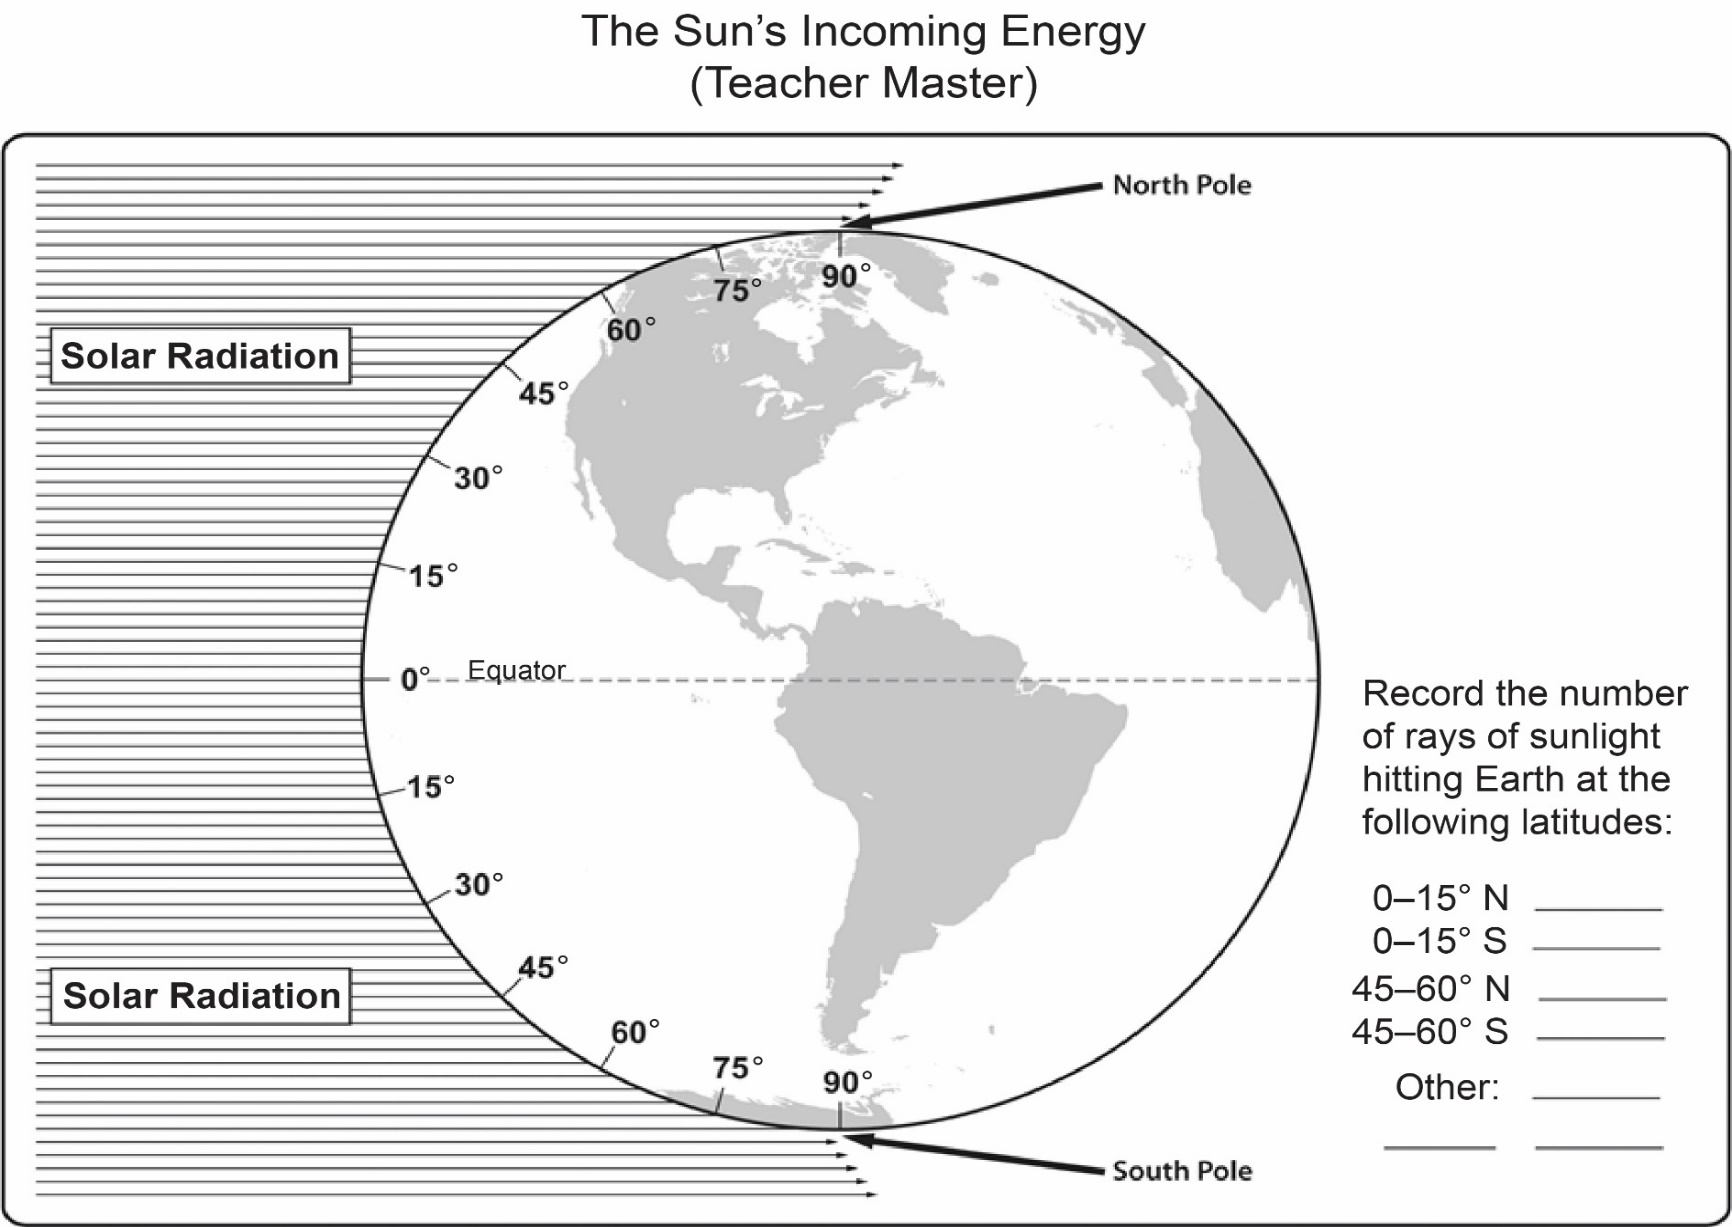 The Sun’s Incoming Energy
(Teacher Master)
North Pole
90°
75°
60°
Solar Radiation
45°
30°
15°
0°
Equator
15°
30°
45°
Solar Radiation
60°
75°
90°
South Pole
Record the number
of rays of sunlight
hitting Earth at the
following latitudes:
0–15° N
0–15° S
45–60° N
45–60° S
Other: